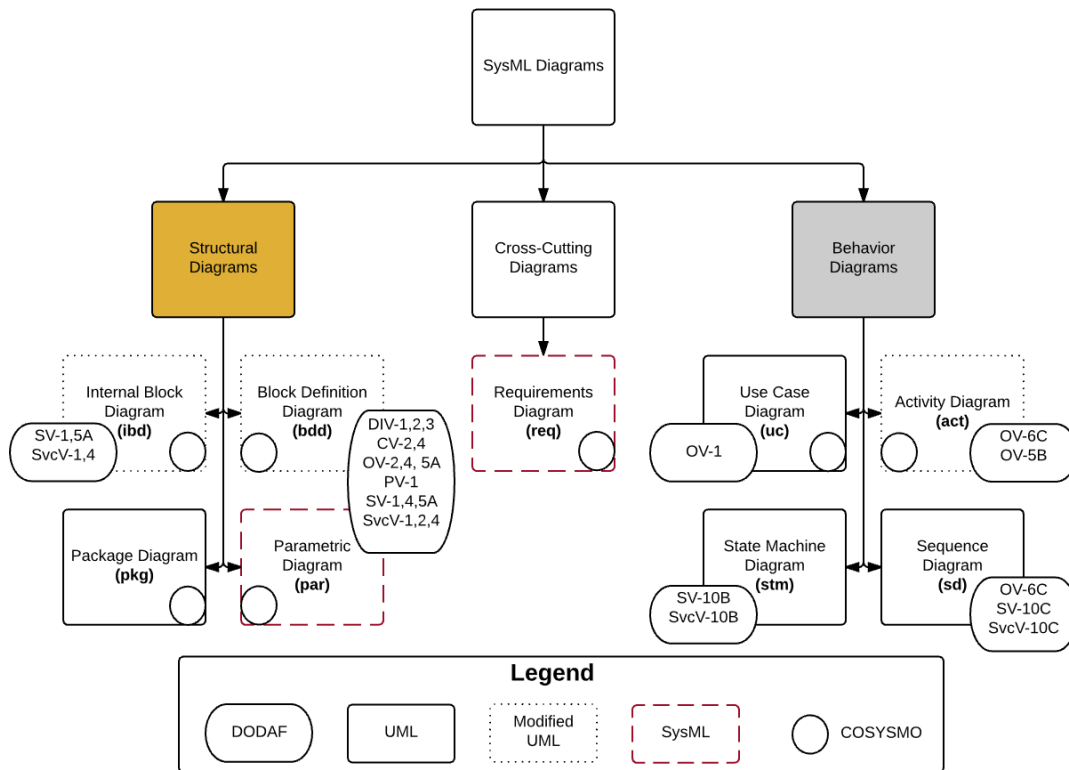 SysML Diagrams
Structural
Diagrams
Cross-Cutting
Diagrams
Behavior
Diagrams
Internal Block
Diagram
(ibd)
SV-1,5A
SvcV-1,4
Block Definition
Diagram
(bdd)
DIV-1,2,3
CV-2,4
OV-2,4, 5A
PV-1
SV-1,4,5A
SvcV-1,2,4
Requirements
Diagram
(req)
Use Case
Diagram
(uc)
OV-1
Activity Diagram
(act)
OV-6C
OV-5B
Package Diagram
(pkg)
Parametric
Diagram
(par)
State Machine
Diagram
(stm)
SV-10B
SvcV-10B
Sequence
Diagram
(sd)
OV-6C
SV-10C
SvcV-10C
Legend
DODAF
UML
Modified
UML
SysML
COSYSMO